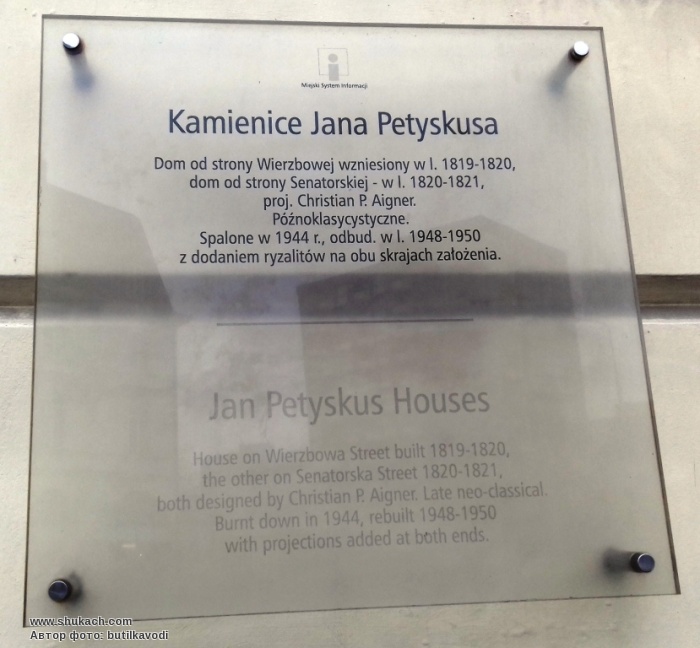 Miejski System Informacji
Kamienice Jana Petyskusa
Dom od strony Wierzbowej wzniesiony w l. 1819-1820,
dom od strony Senatorskiej - w l. 1820-1821,
proj. Christian P. Aigner.
Późnoklasycystyczne.
Spalone w 1944 r., odbud. w l. 1948-1950
z dodaniem ryzalitów na obu skrajach założenia.
Jan Petyskus Houses
House on Wierzbowa Street built 1819-1820,
the other on Senatorska Street 1820-1821,
both designed by Christian P. Aigner. Late neo-classical.
Burnt down in 1944, rebuilt 1948-1950
with projections added at both ends.
www.shukach.com
Автор фото: butilkavodi